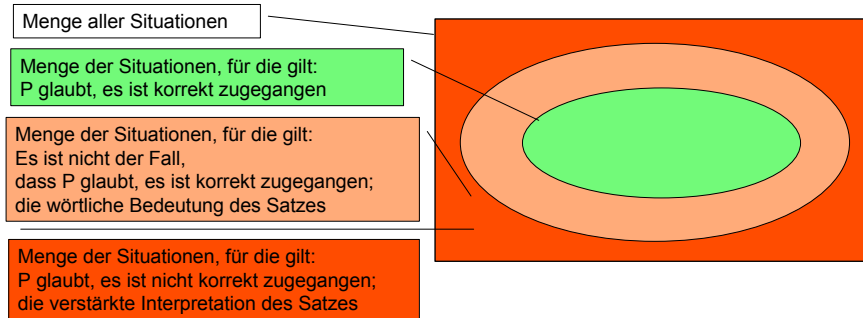 Menge aller Situationen
Menge der Situationen, für die gilt:
P glaubt, es ist korrekt zugegangen
Menge der Situationen, für die gilt:
Es ist nicht der Fall,
dass P glaubt, es ist korrekt zugegangen;
die wörtliche Bedeutung des Satzes
Menge der Situationen, für die gilt:
P glaubt, es ist nicht korrekt zugegangen;
die verstärkte Interpretation des Satzes